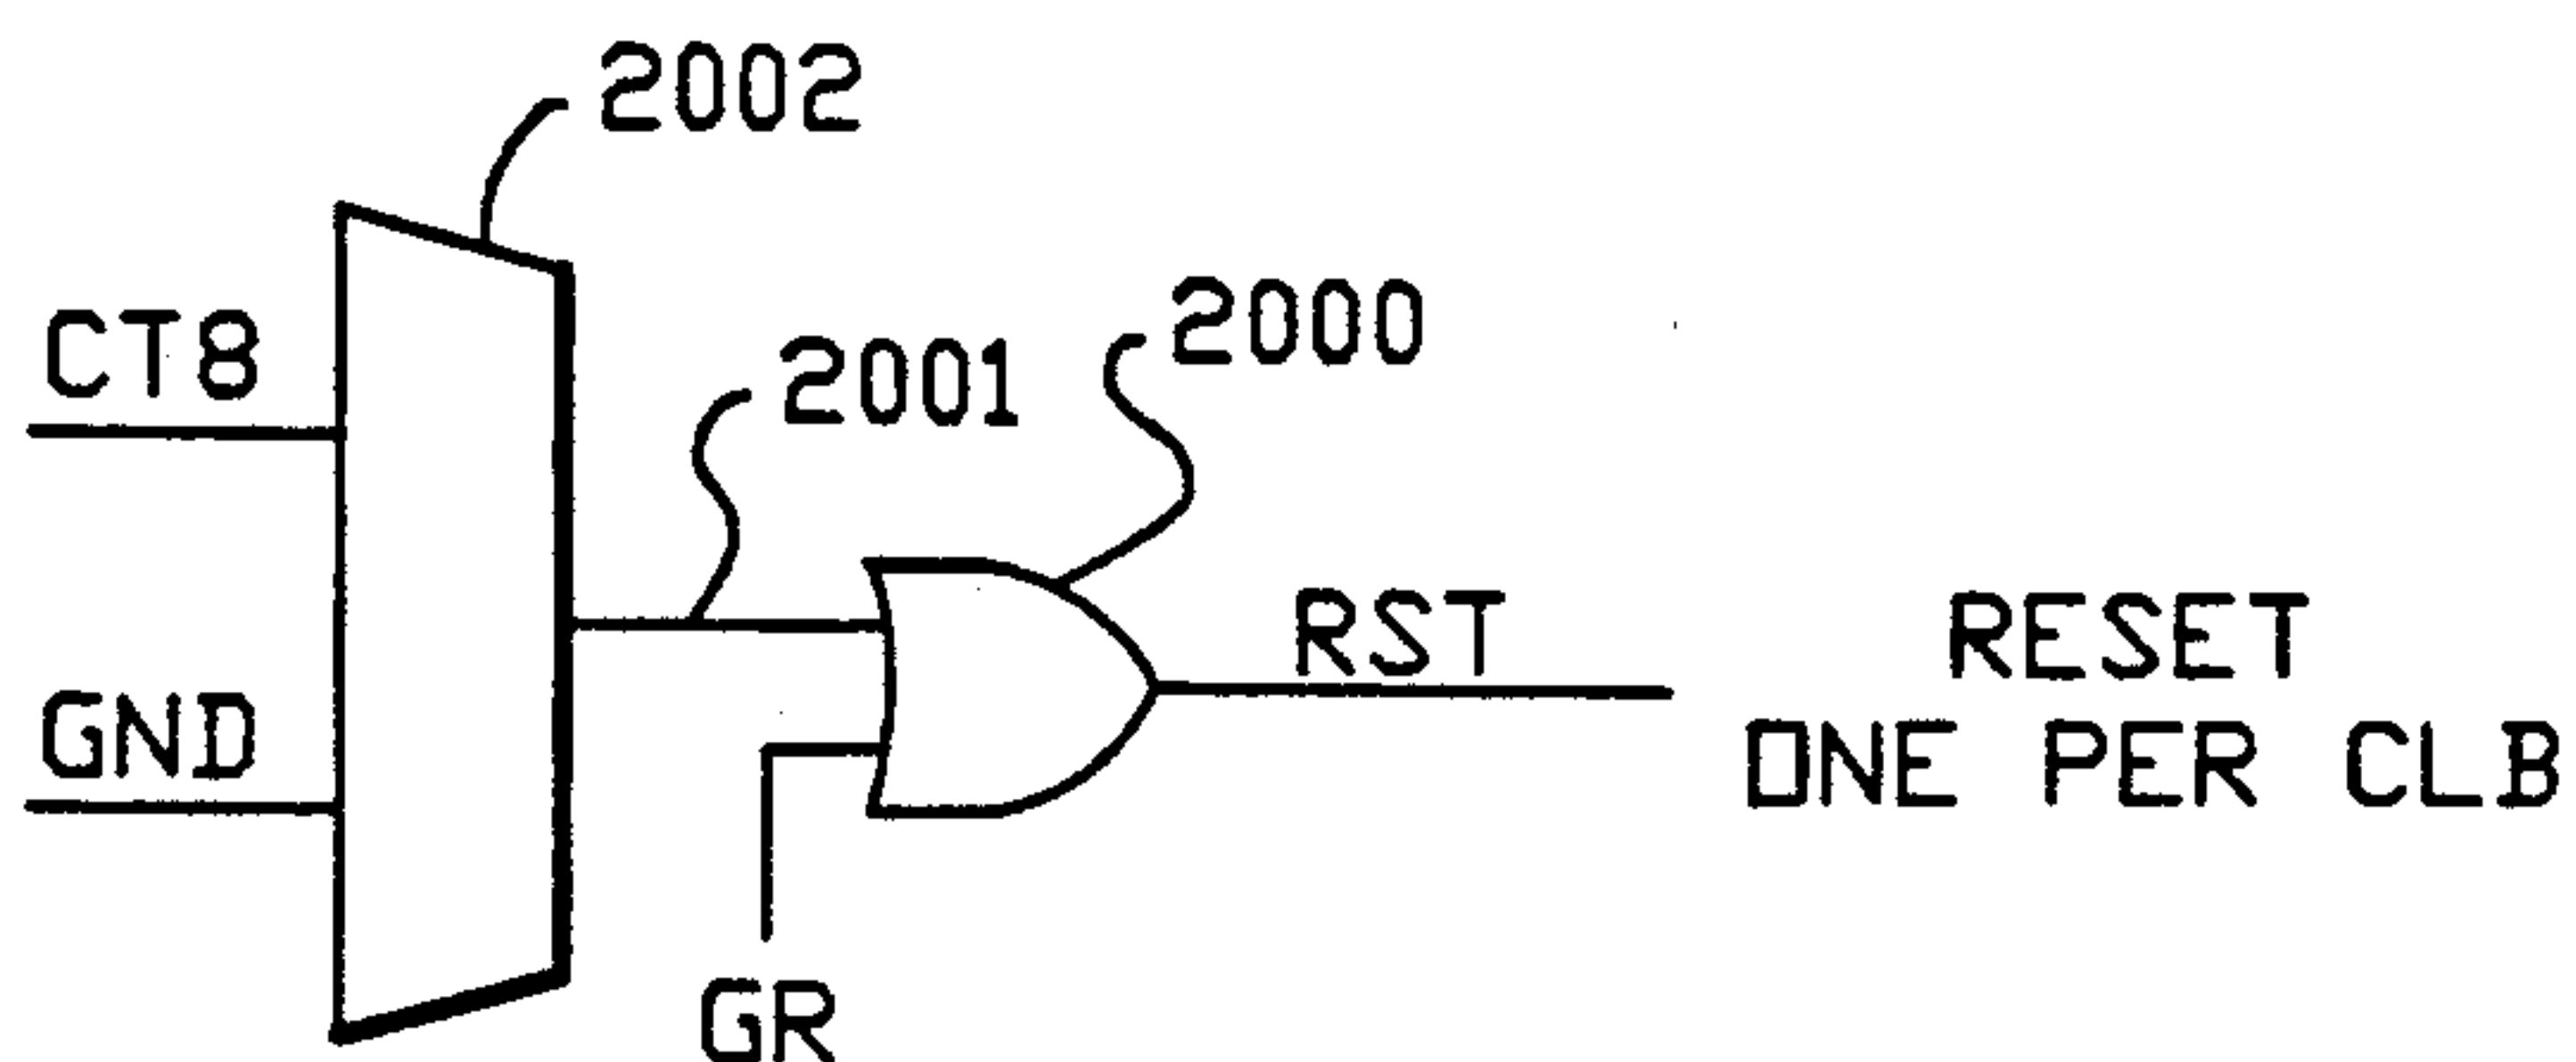 2002
2000
CT8
2001
RST
RESET
ONE PER CLB
GND
GR